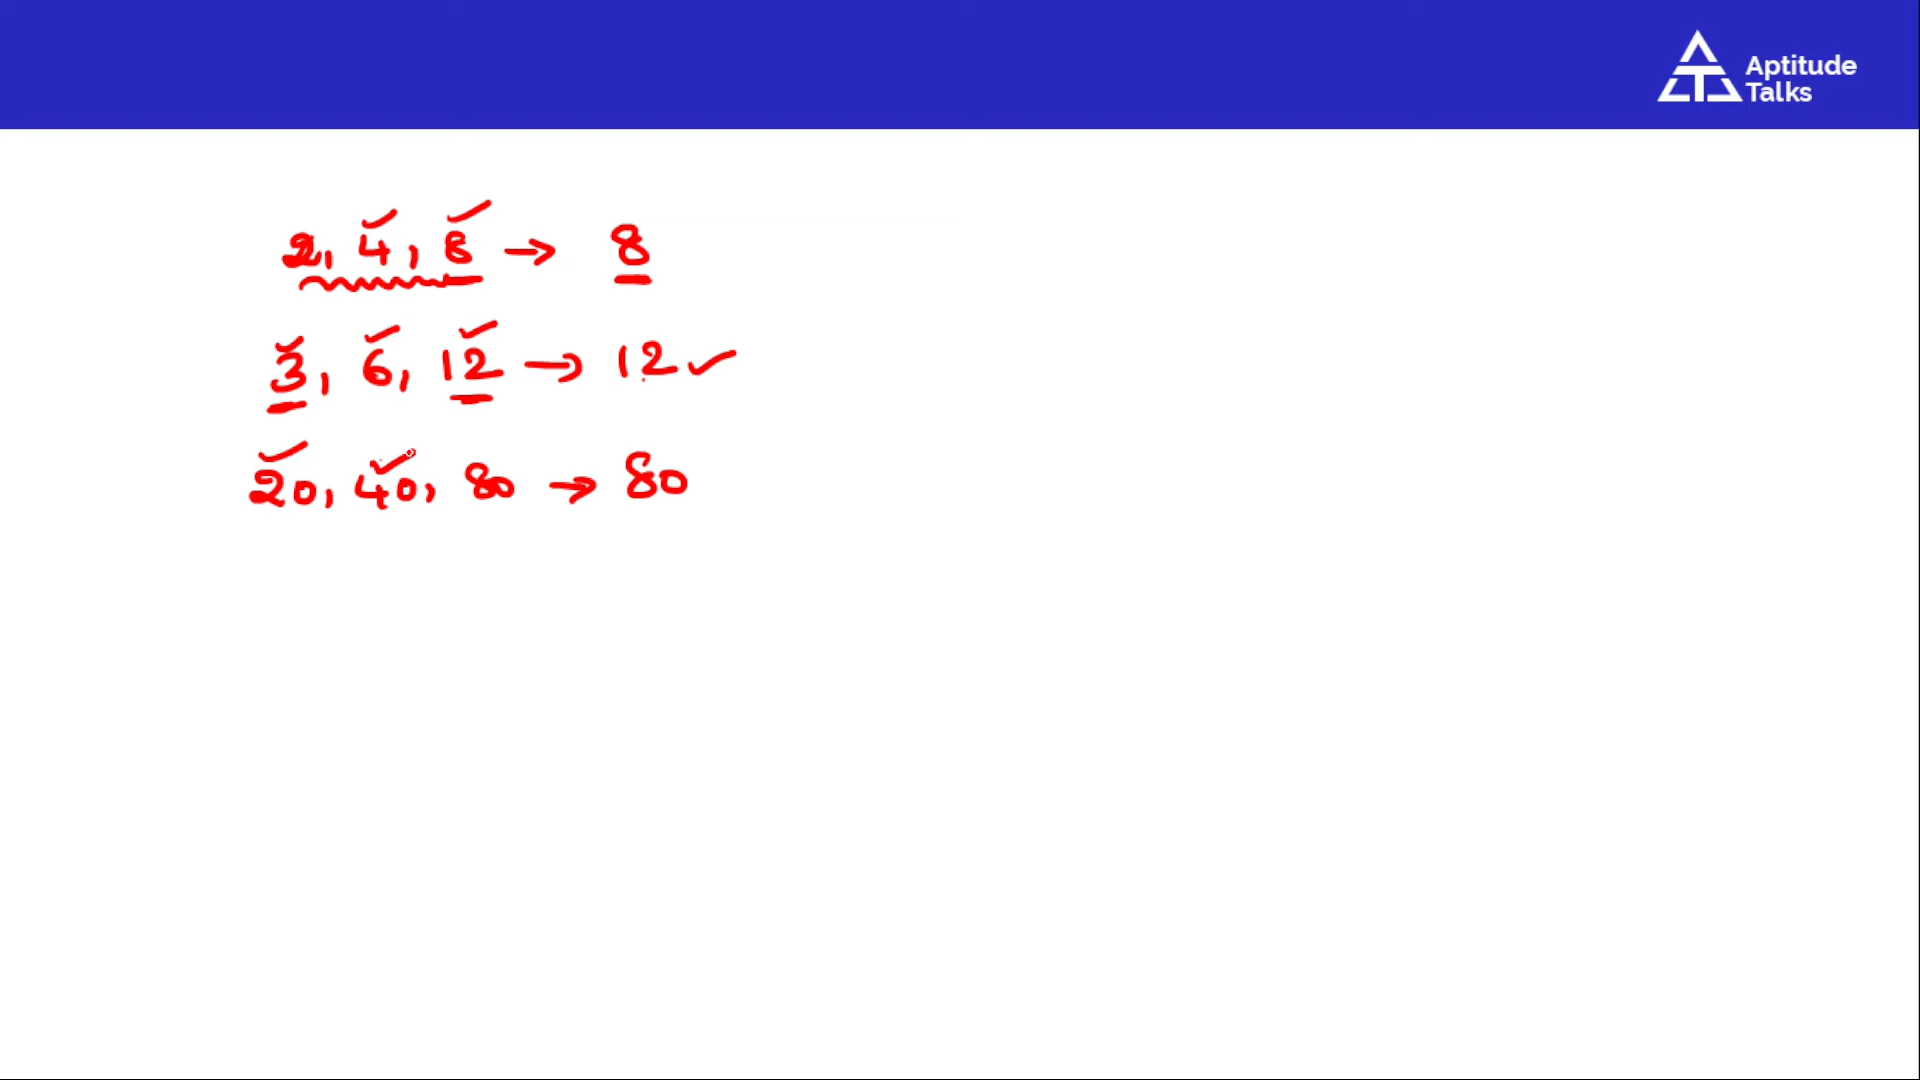 Aptitude
Talks
2, 4, 8 → 8
3, 6, 12 → 12 ✓
20, 40, 80 → 80